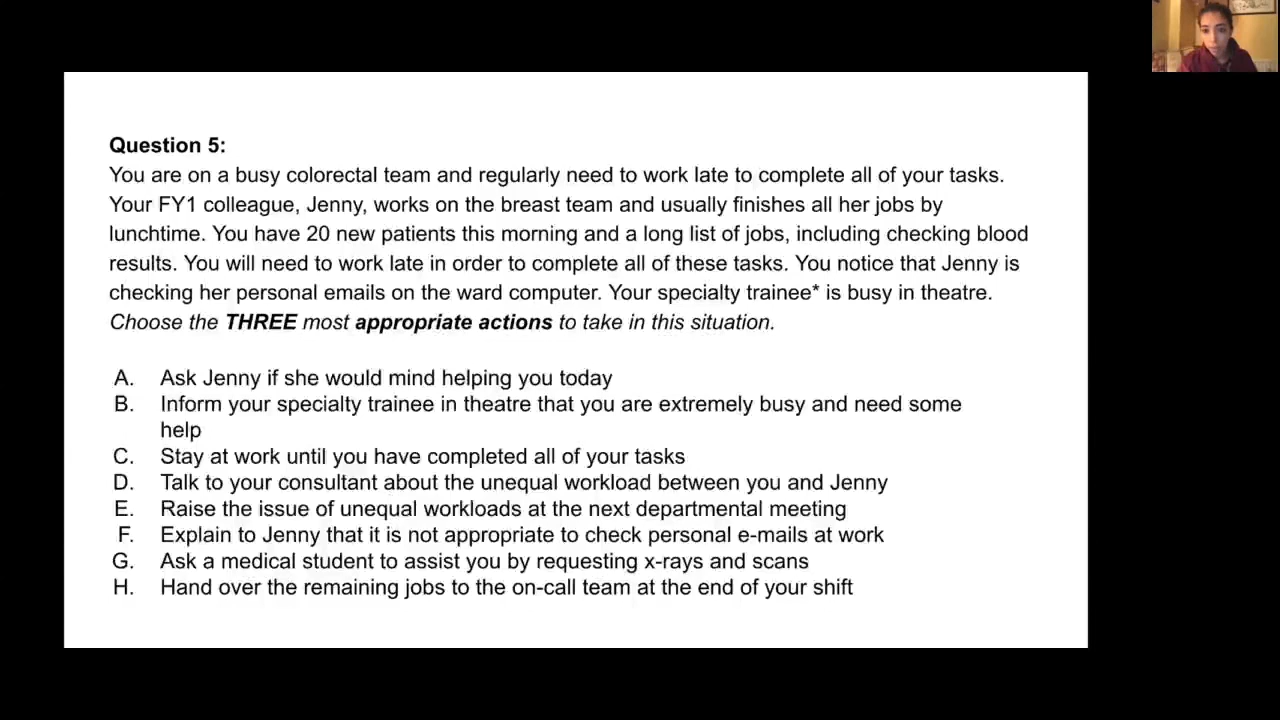 Question 5:
You are on a busy colorectal team and regularly need to work late to complete all of your tasks.
Your FY1 colleague, Jenny, works on the breast team and usually finishes all her jobs by
lunchtime. You have 20 new patients this morning and a long list of jobs, including checking blood
results. You will need to work late in order to complete all of these tasks. You notice that Jenny is
checking her personal emails on the ward computer. Your specialty trainee* is busy in theatre.
Choose the THREE most appropriate actions to take in this situation.
A. Ask Jenny if she would mind helping you today
B. Inform your specialty trainee in theatre that you are extremely busy and need some
help
C. Stay at work until you have completed all of your tasks
D. Talk to your consultant about the unequal workload between you and Jenny
E. Raise the issue of unequal workloads at the next departmental meeting
F. Explain to Jenny that it is not appropriate to check personal e-mails at work
G. Ask a medical student to assist you by requesting x-rays and scans
H. Hand over the remaining jobs to the on-call team at the end of your shift